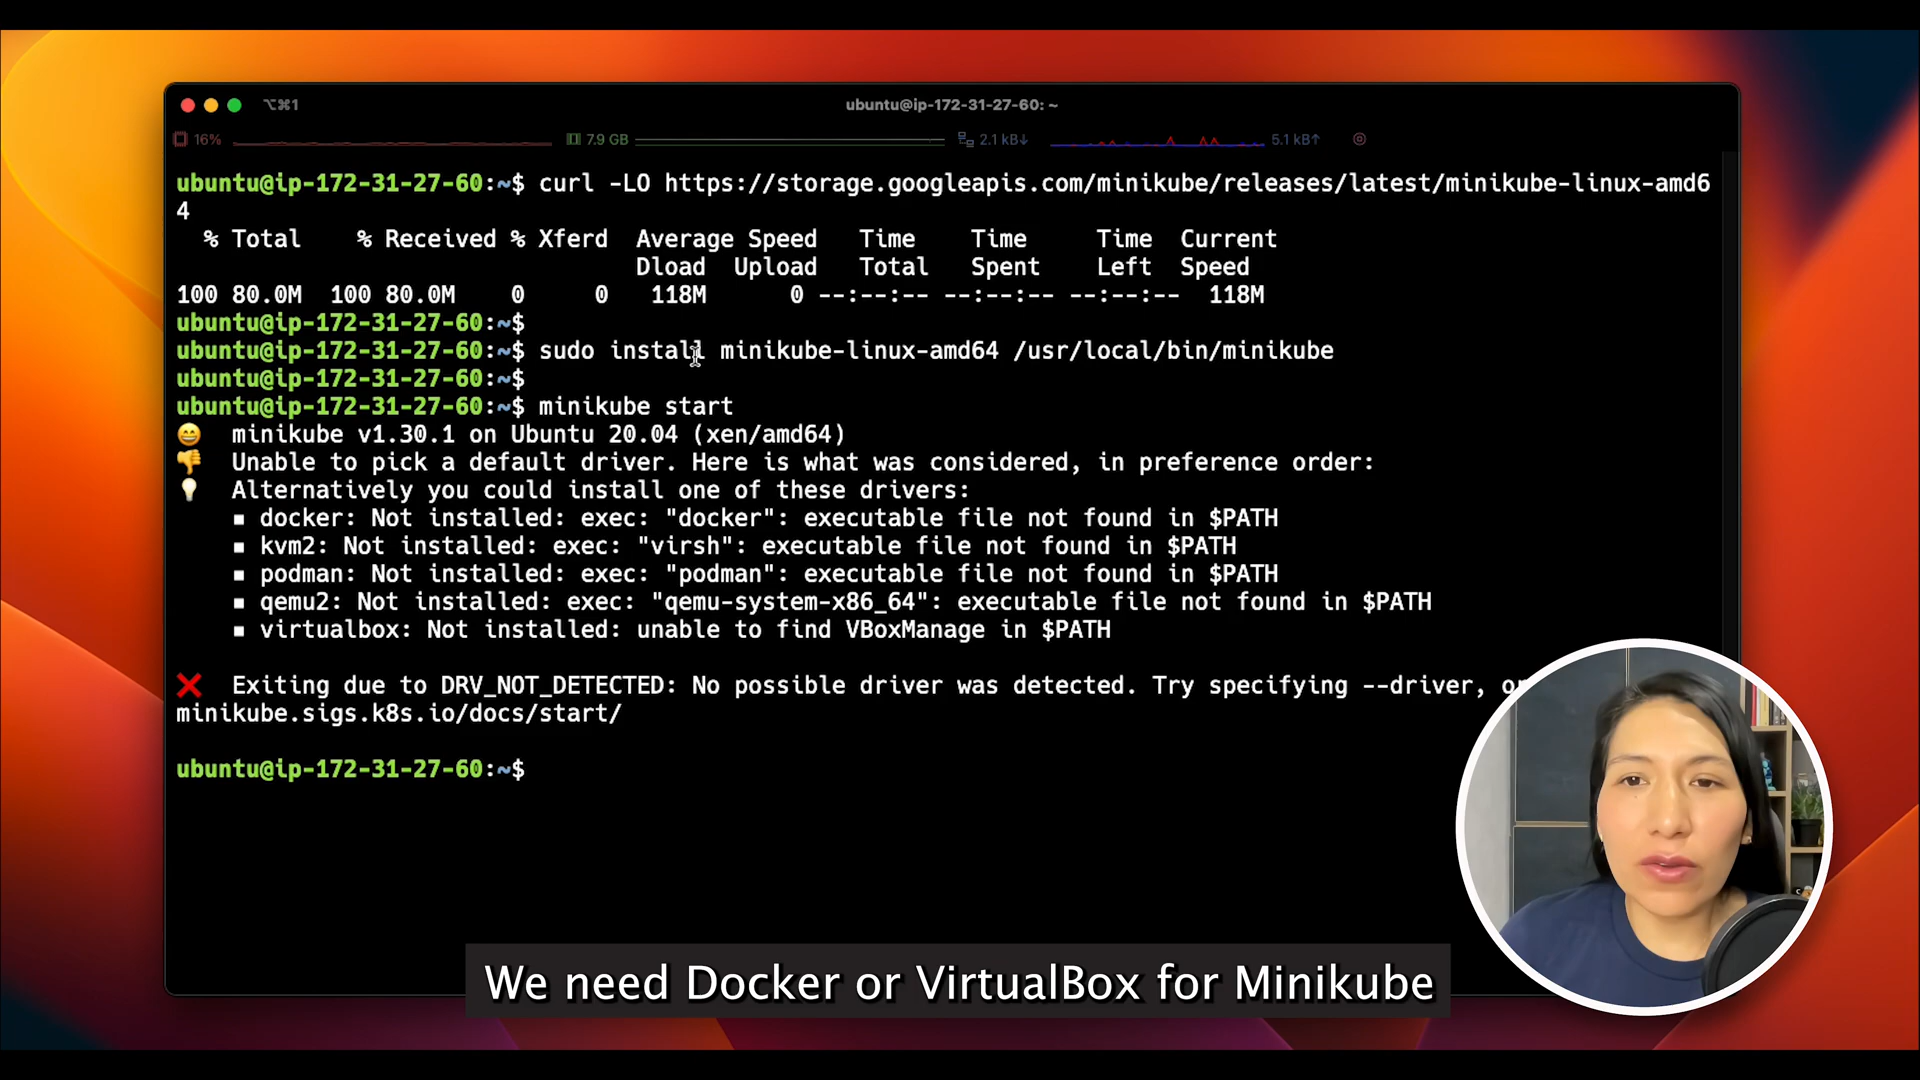 ⌥⌘1
ubuntu@ip-172-31-27-60: ~
16%
7.9 GB
2.1 kB↓
5.1 kB↑
ubuntu@ip-172-31-27-60:~$ curl -LO https://storage.googleapis.com/minikube/releases/latest/minikube-linux-amd6
4
% Total % Received % Xferd Average Speed Time Time Time Current
Dload Upload Total Spent Left Speed
100 80.0M 100 80.0M 0 0 118M 0 --:--:-- --:--:-- --:--:-- 118M
ubuntu@ip-172-31-27-60:~$
ubuntu@ip-172-31-27-60:~$ sudo install minikube-linux-amd64 /usr/local/bin/minikube
ubuntu@ip-172-31-27-60:~$
ubuntu@ip-172-31-27-60:~$ minikube start
😄 minikube v1.30.1 on Ubuntu 20.04 (xen/amd64)
👎 Unable to pick a default driver. Here is what was considered, in preference order:
💡 Alternatively you could install one of these drivers:
▪ docker: Not installed: exec: "docker": executable file not found in $PATH
▪ kvm2: Not installed: exec: "virsh": executable file not found in $PATH
▪ podman: Not installed: exec: "podman": executable file not found in $PATH
▪ qemu2: Not installed: exec: "qemu-system-x86_64": executable file not found in $PATH
▪ virtualbox: Not installed: unable to find VBoxManage in $PATH
❌ Exiting due to DRV_NOT_DETECTED: No possible driver was detected. Try specifying --driver, or
minikube.sigs.k8s.io/docs/start/
ubuntu@ip-172-31-27-60:~$
We need Docker or VirtualBox for Minikube